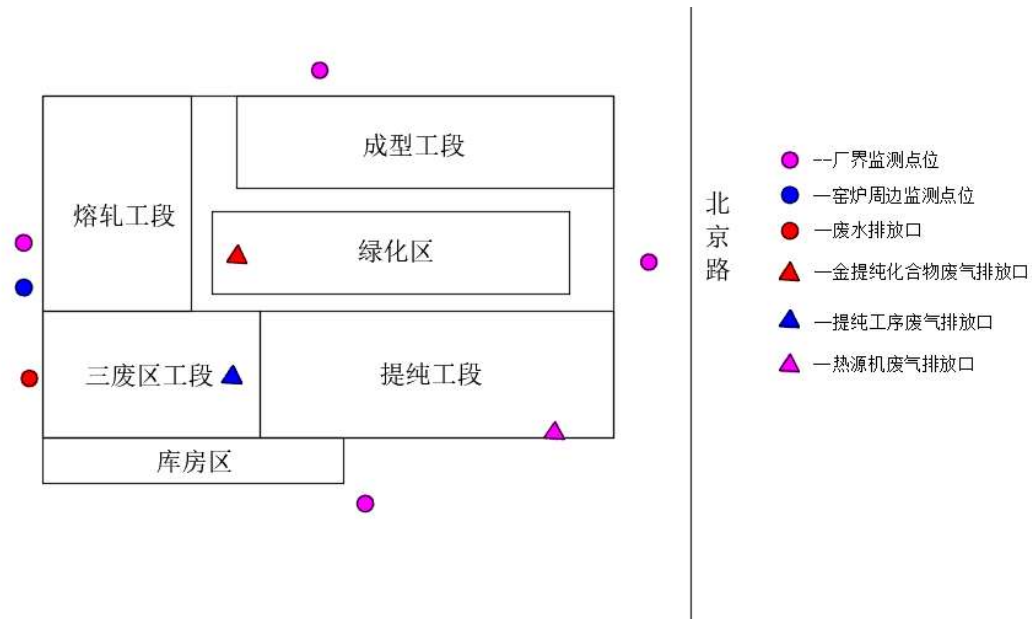 成型工段
熔轧工段
绿化区
北京路
三废区工段
提纯工段
库房区
--厂界监测点位
—窑炉周边监测点位
—废水排放口
—金提纯化合物废气排放口
—提纯工序废气排放口
—热源机废气排放口